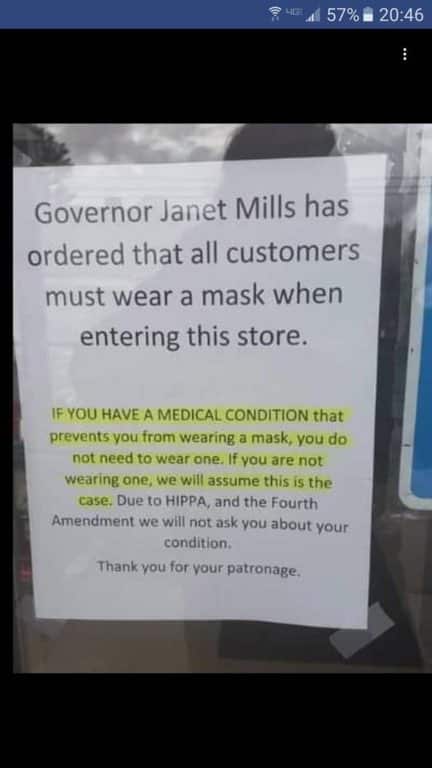 4GE 57% 20:46
Governor Janet Mills has
ordered that all customers
must wear a mask when
entering this store.
IF YOU HAVE A MEDICAL CONDITION that
prevents you from wearing a mask, you do
not need to wear one. If you are not
wearing one, we will assume this is the
case. Due to HIPPA, and the Fourth
Amendment we will not ask you about your
condition.
Thank you for your patronage.